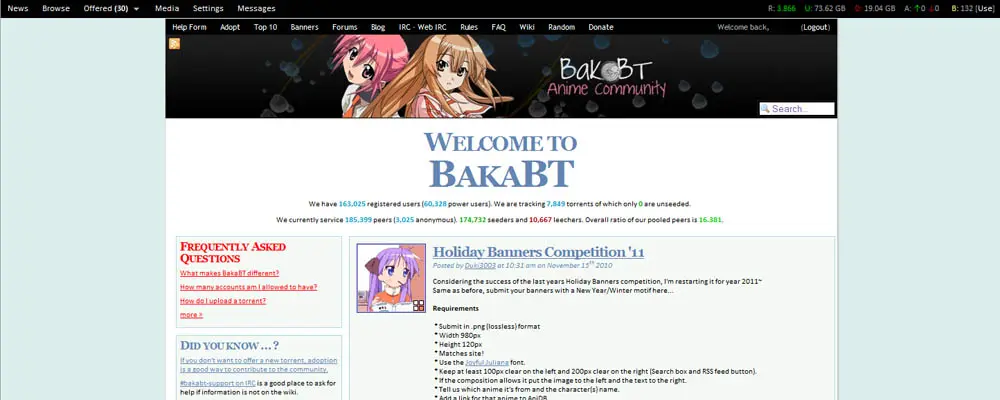 News Browse Offered (30) Media Settings Messages R: 3.866 U: 73.62 GB D: 19.04 GB A: 0 0 B: 132 [Use]
Help Form Adopt Top 10 Banners Forums Blog IRC - Web IRC Rules FAQ Wiki Random Donate Welcome back, (Logout)
BakaBT
Anime Community
Search...
Welcome to
BakaBT
We have 163,025 registered users (60,328 power users). We are tracking 7,849 torrents of which only 0 are unseeded.
We currently service 185,399 peers (3,025 anonymous). 174,732 seeders and 10,667 leechers. Overall ratio of our pooled peers is 16.381.
Frequently Asked
Questions
What makes BakaBT different?
How many accounts am I allowed to have?
How do I upload a torrent?
more >
Did you know ... ?
If you don't want to offer a new torrent, adoption
is a good way to contribute to the community.
#bakabt-support on IRC is a good place to ask for
help if information is not on the wiki.
Holiday Banners Competition '11
Posted by Duki3003 at 10:31 am on November 11th 2010
Considering the success of the last years Holiday Banners competition, I'm restarting it for year 2011~
Same as before, submit your banners with a New Year/Winter motif here...
Requirements
* Submit in .png (lossless) format
* Width 980px
* Height 120px
* Matches site!
* Use the Joyful Juliana font.
* Keep at least 100px clear on the left and 200px clear on the right (Search box and RSS feed button).
* If the composition allows it put the image to the left and the text to the right.
* Tell us which anime it's from and the character(s) name.
* Add a link for that anime to AniDB